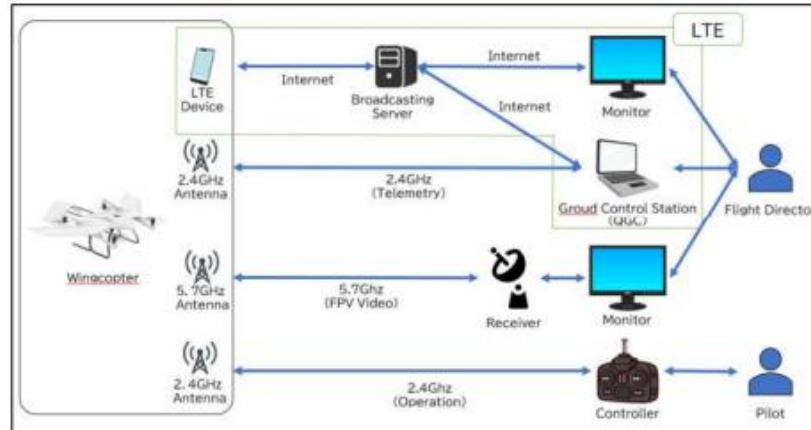 LTE
Internet
Internet
Internet
LTE
Device
Broadcasting
Server
Monitor
2.4GHz
Antenna
2.4GHz
(Telemetry)
Groud Control Station
(QGC)
Flight Directo
Wingcopter
5.7GHz
Antenna
5.7Ghz
(FPV Video)
Receiver
Monitor
2.4GHz
Antenna
2.4Ghz
(Operation)
Controller
Pilot